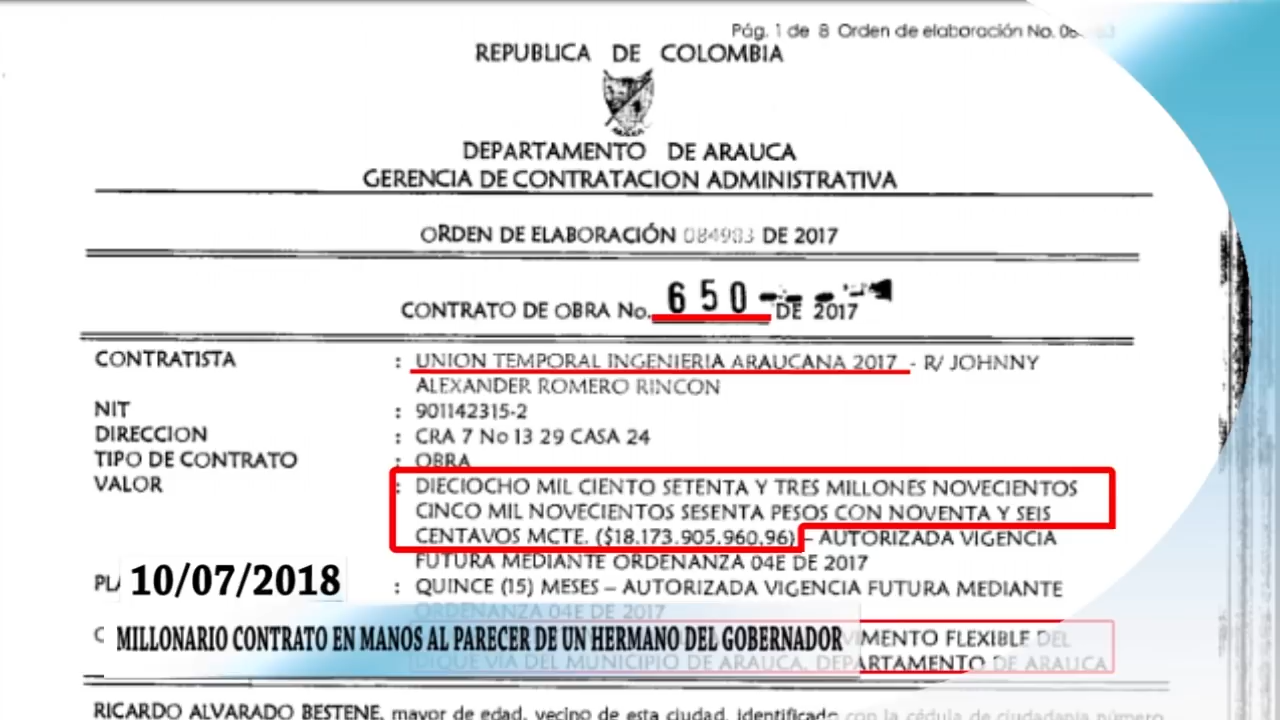 Pág. 1 de 8 Orden de elaboración No.
REPUBLICA DE COLOMBIA
DEPARTAMENTO DE ARAUCA
GERENCIA DE CONTRATACION ADMINISTRATIVA
ORDEN DE ELABORACIÓN 084983 DE 2017
CONTRATO DE OBRA No. 650 DE 2017
CONTRATISTA : UNION TEMPORAL INGENIERIA ARAUCANA 2017 - R/ JOHNNY
ALEXANDER ROMERO RINCON
NIT : 901142315-2
DIRECCION : CRA 7 No 13 29 CASA 24
TIPO DE CONTRATO : OBRA
VALOR : DIECIOCHO MIL CIENTO SETENTA Y TRES MILLONES NOVECIENTOS
CINCO MIL NOVECIENTOS SESENTA PESOS CON NOVENTA Y SEIS
CENTAVOS MCTE. ($18.173.905.960,96) – AUTORIZADA VIGENCIA
FUTURA MEDIANTE ORDENANZA 04E DE 2017
: QUINCE (15) MESES – AUTORIZADA VIGENCIA FUTURA MEDIANTE
10/07/2018
ORDENANZA 04E DE 2017
MILLONARIO CONTRATO EN MANOS AL PARECER DE UN HERMANO DEL GOBERNADOR
FLEXIBLE DEL
DIQUE VIA DEL MUNICIPIO DE ARAUCA, DEPARTAMENTO DE ARAUCA
RICARDO ALVARADO BESTENE, mayor de edad, vecino de esta ciudad, identificado con la cédula de ciudadanía número